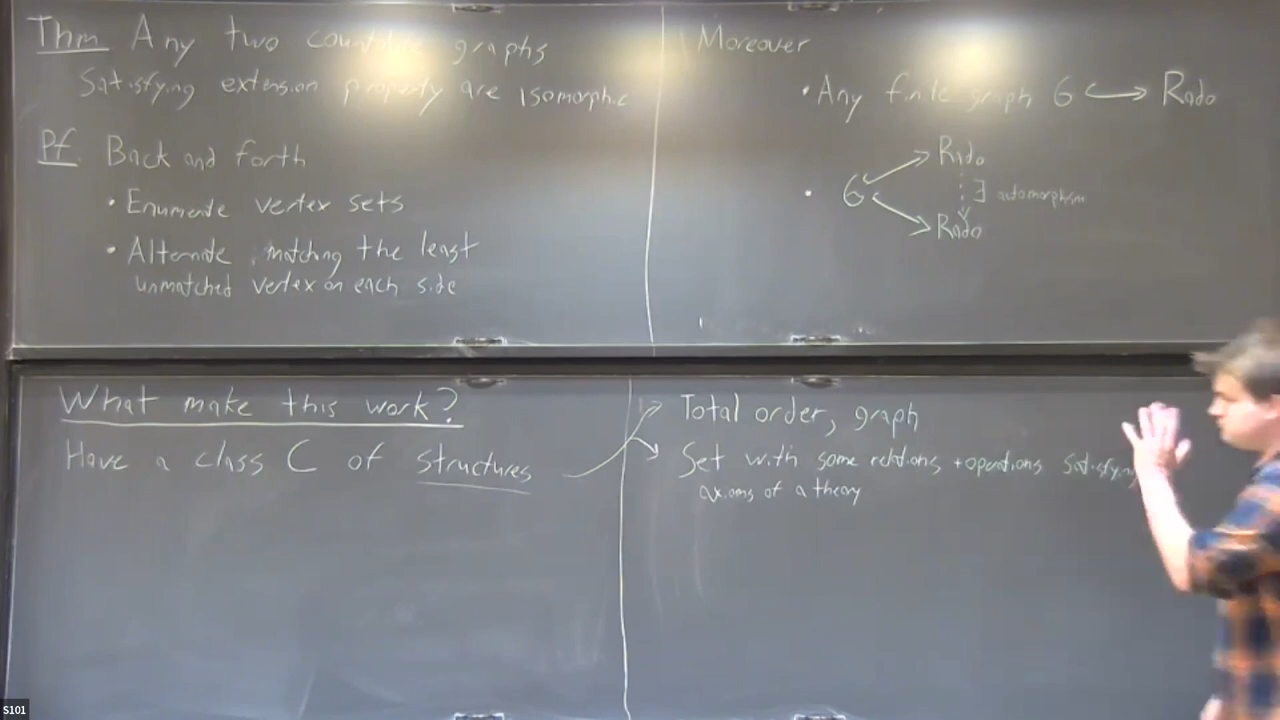 Thm Any two countable graphs
satisfying extension property are isomorphic
Pf. Back and forth
• Enumerate vertex sets
• Alternate matching the least
unmatched vertex on each side
Moreover
• Any finite graph G ↪ Rado
Rado
• G ∃ automorphism
Rado
What make this work?
Have a class C of structures
Total order, graph
Set with some relations + operations satisfying
axioms of a theory
S101